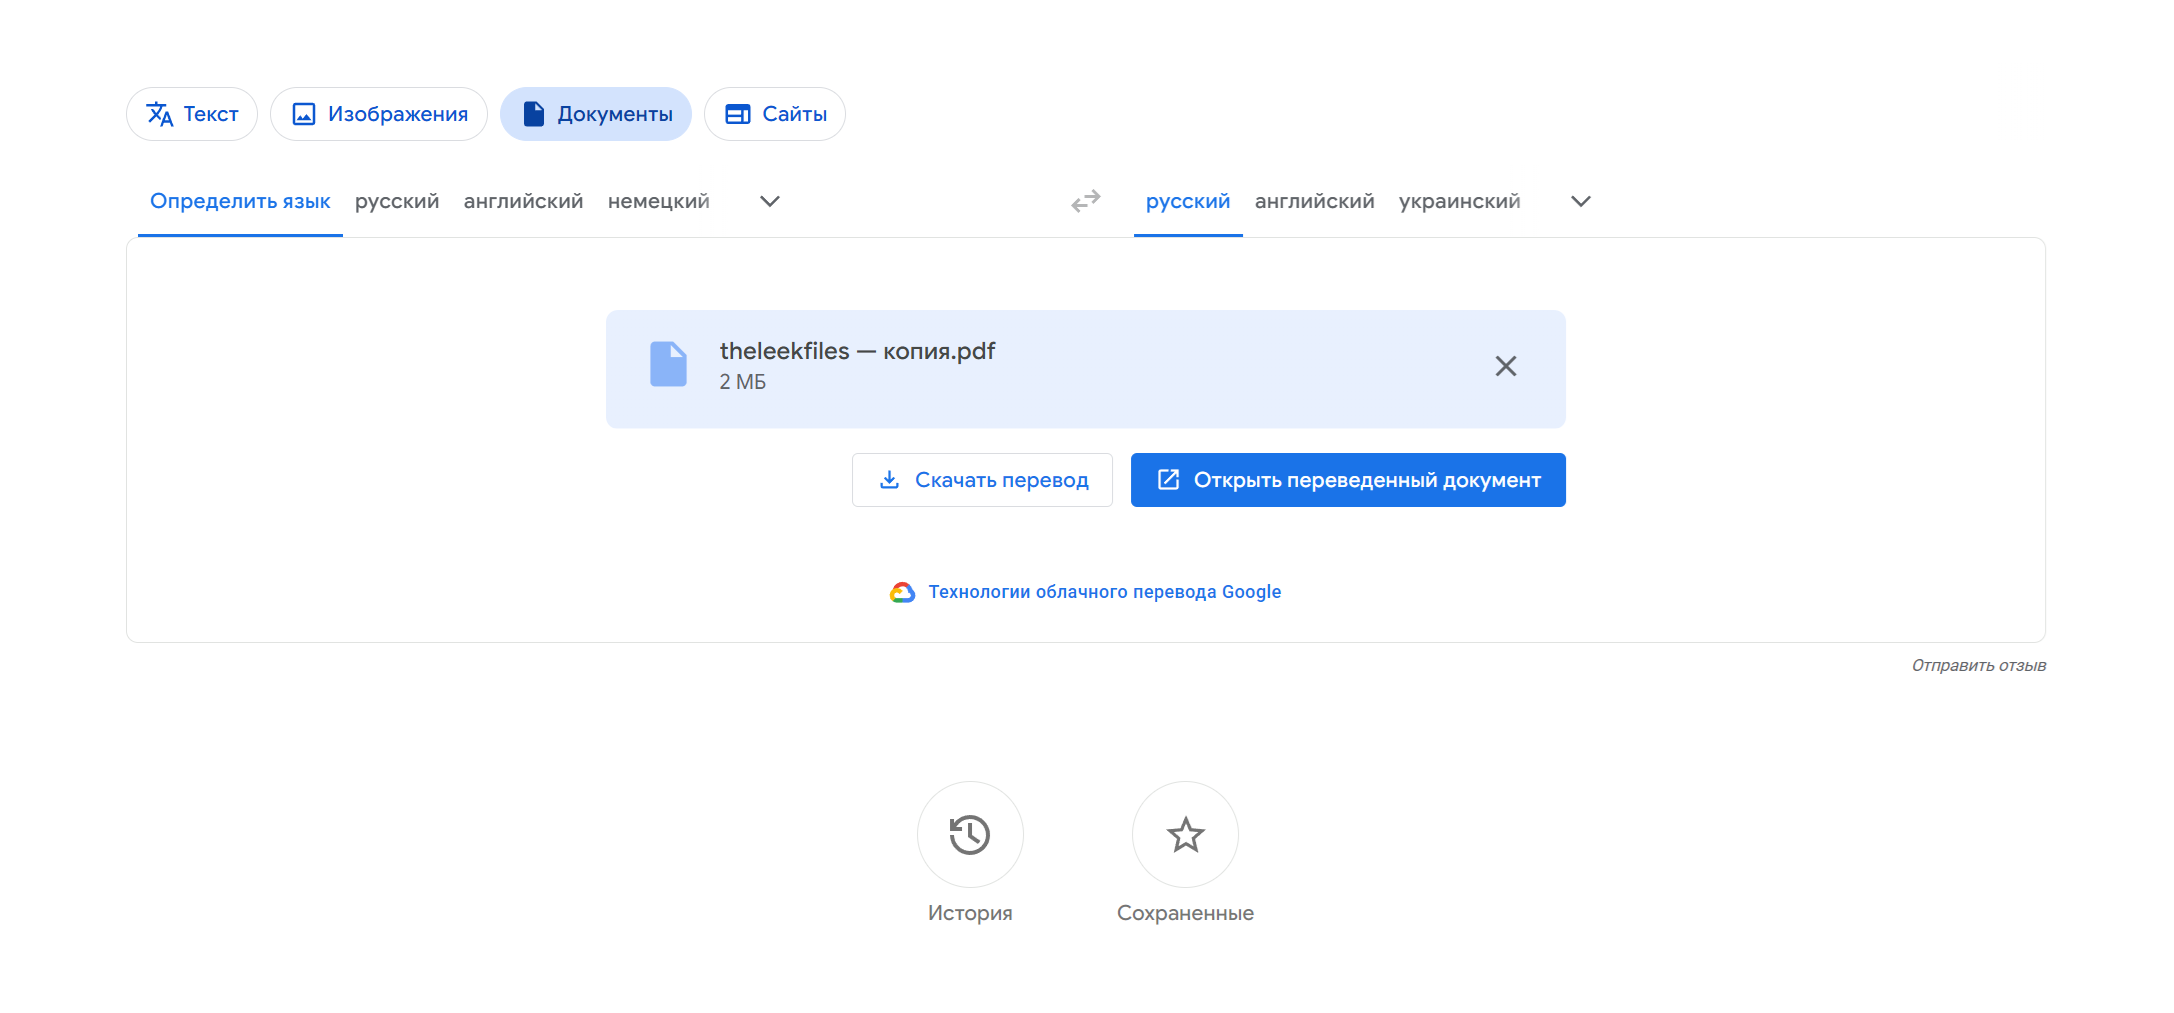 Текст Изображения Документы Сайты
Определить язык русский английский немецкий русский английский украинский
theleekfiles — копия.pdf
2 МБ
Скачать перевод Открыть переведенный документ
Технологии облачного перевода Google
Отправить отзыв
История Сохраненные